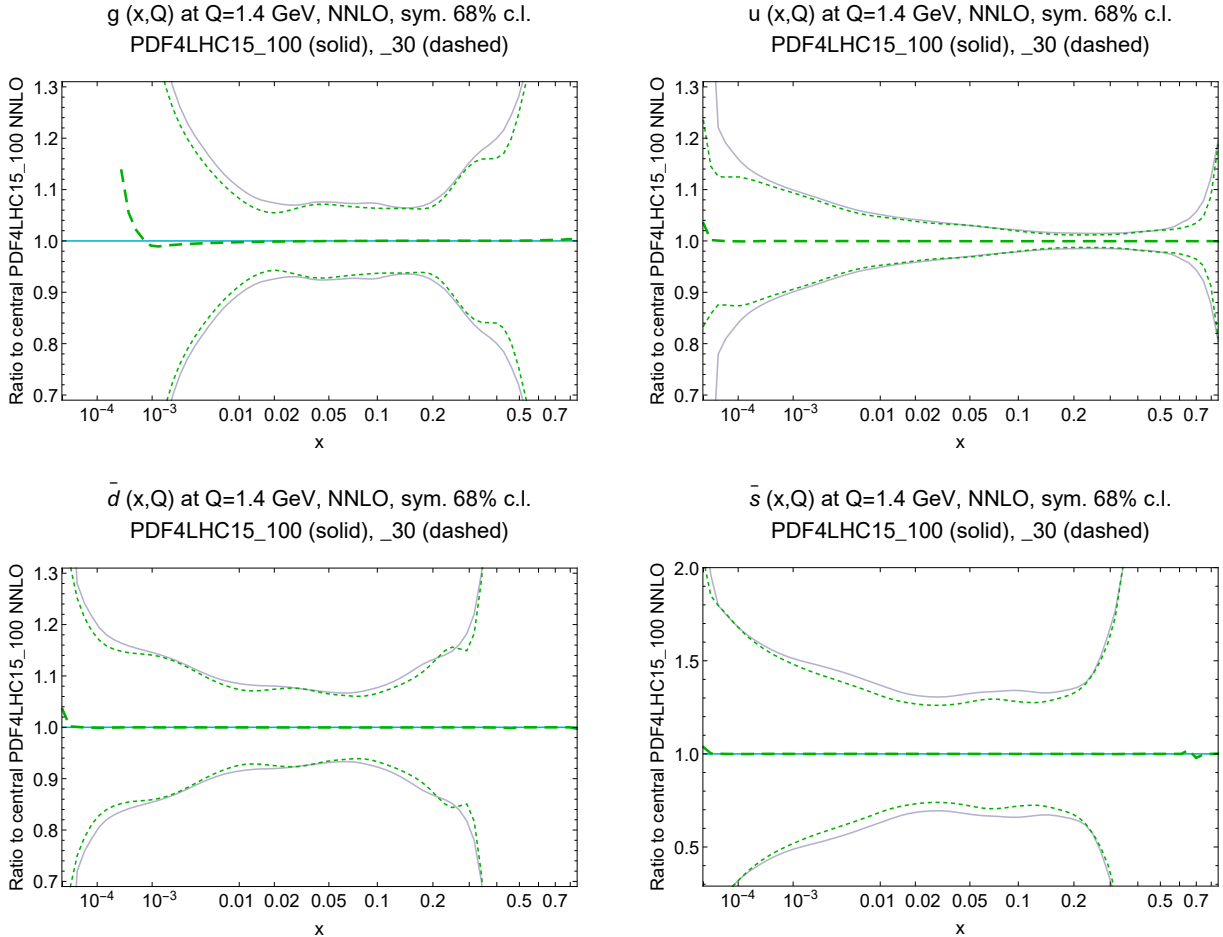 g (x,Q) at Q=1.4 GeV, NNLO, sym. 68% c.l.
PDF4LHC15_100 (solid), _30 (dashed)
Ratio to central PDF4LHC15_100 NNLO
1.3
1.2
1.1
1.0
0.9
0.8
0.7
10⁻⁴ 10⁻³ 0.01 0.02 0.05 0.1 0.2 0.5 0.7
x
u (x,Q) at Q=1.4 GeV, NNLO, sym. 68% c.l.
PDF4LHC15_100 (solid), _30 (dashed)
Ratio to central PDF4LHC15_100 NNLO
1.3
1.2
1.1
1.0
0.9
0.8
0.7
10⁻⁴ 10⁻³ 0.01 0.02 0.05 0.1 0.2 0.5 0.7
x
d̄ (x,Q) at Q=1.4 GeV, NNLO, sym. 68% c.l.
PDF4LHC15_100 (solid), _30 (dashed)
Ratio to central PDF4LHC15_100 NNLO
1.3
1.2
1.1
1.0
0.9
0.8
0.7
10⁻⁴ 10⁻³ 0.01 0.02 0.05 0.1 0.2 0.5 0.7
x
s̄ (x,Q) at Q=1.4 GeV, NNLO, sym. 68% c.l.
PDF4LHC15_100 (solid), _30 (dashed)
Ratio to central PDF4LHC15_100 NNLO
2.0
1.5
1.0
0.5
10⁻⁴ 10⁻³ 0.01 0.02 0.05 0.1 0.2 0.5 0.7
x